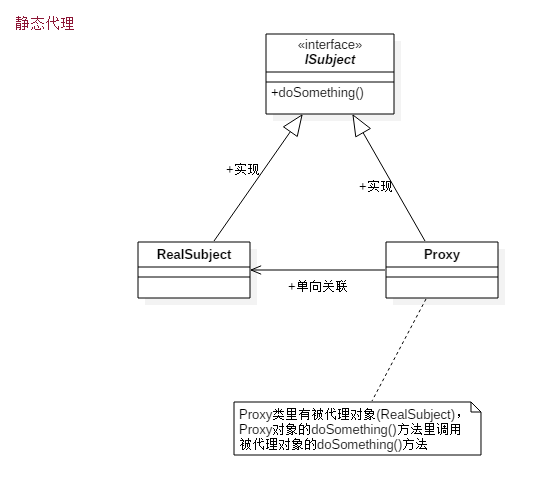 静态代理
«interface»
ISubject
+doSomething()
+实现
+实现
RealSubject
Proxy
+单向关联
Proxy类里有被代理对象(RealSubject)，
Proxy对象的doSomething()方法里调用
被代理对象的doSomething()方法